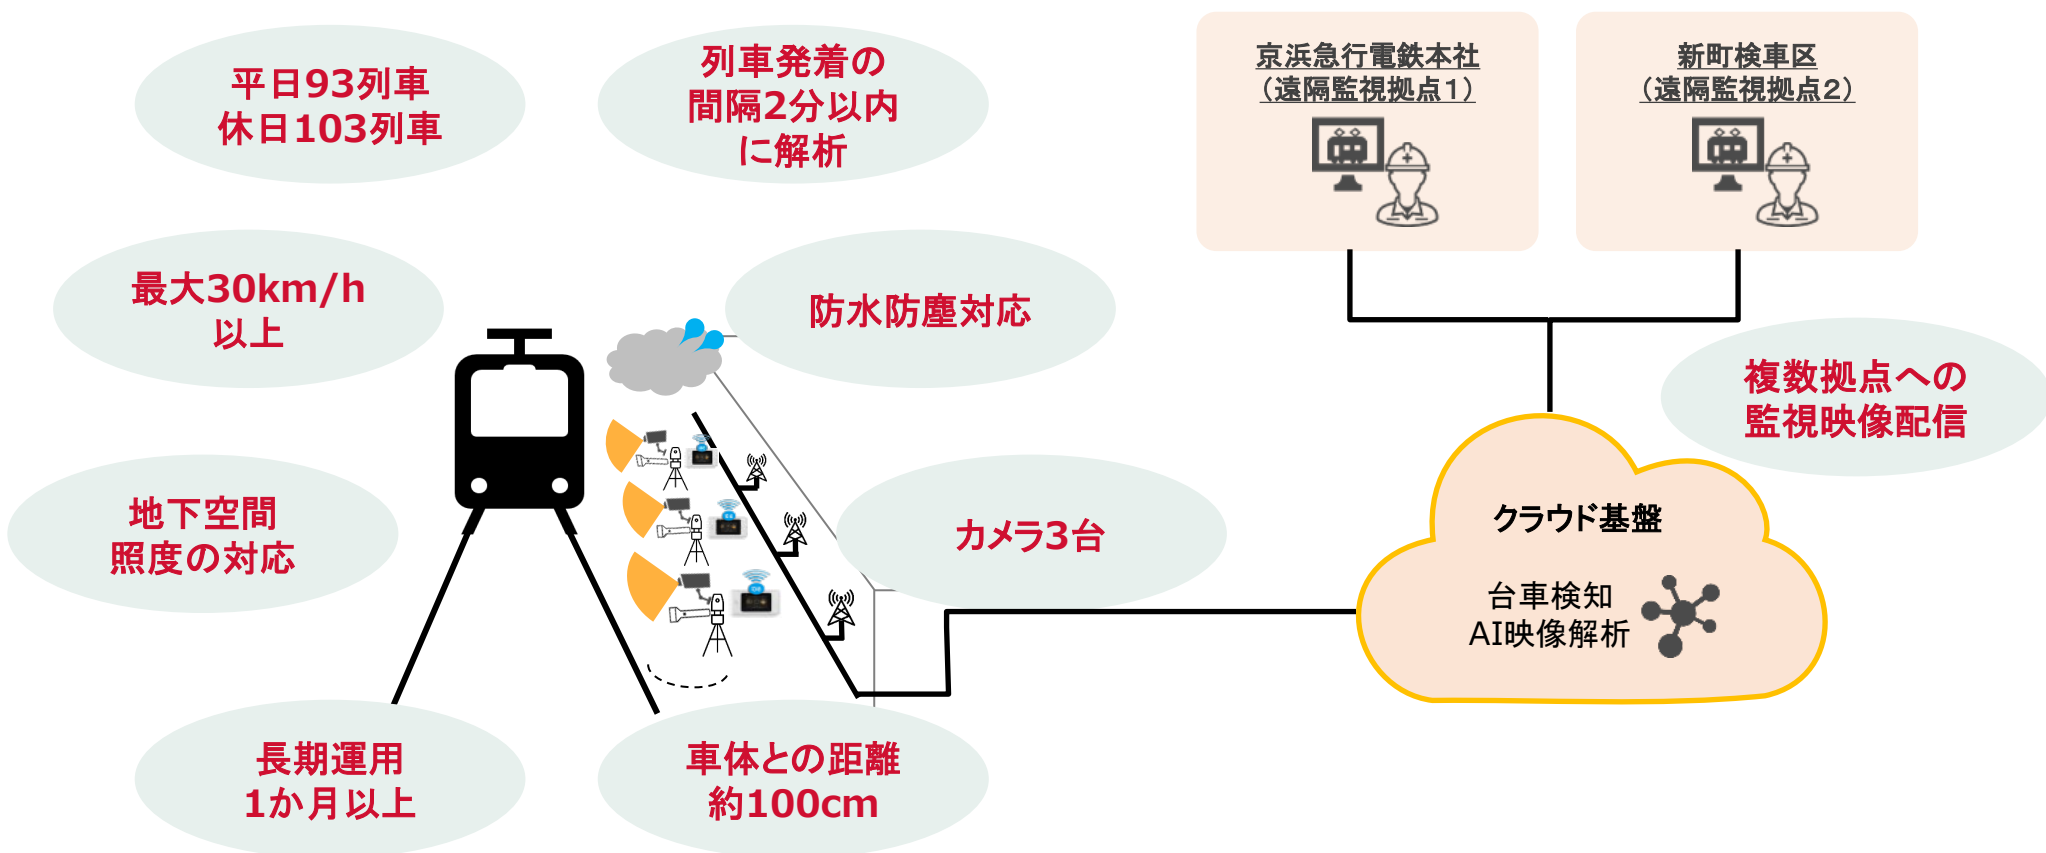 平日93列車
休日103列車
列車発着の
間隔2分以内
に解析
京浜急行電鉄本社
（遠隔監視拠点1）
新町検車区
（遠隔監視拠点2）
最大30km/h
以上
防水防塵対応
複数拠点への
監視映像配信
地下空間
照度の対応
カメラ3台
クラウド基盤
台車検知
AI映像解析
長期運用
1か月以上
車体との距離
約100cm